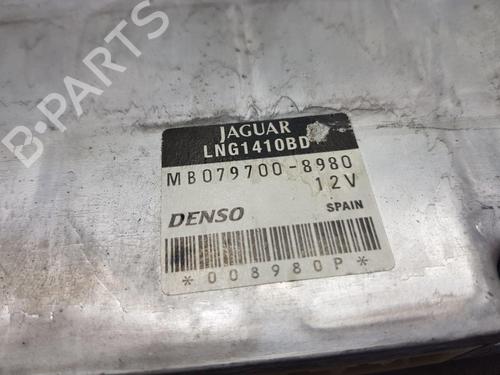 JAGUAR
LNG1410BD
MB079700-8980
12V
DENSO
SPAIN
*008980P*
B-PARTS